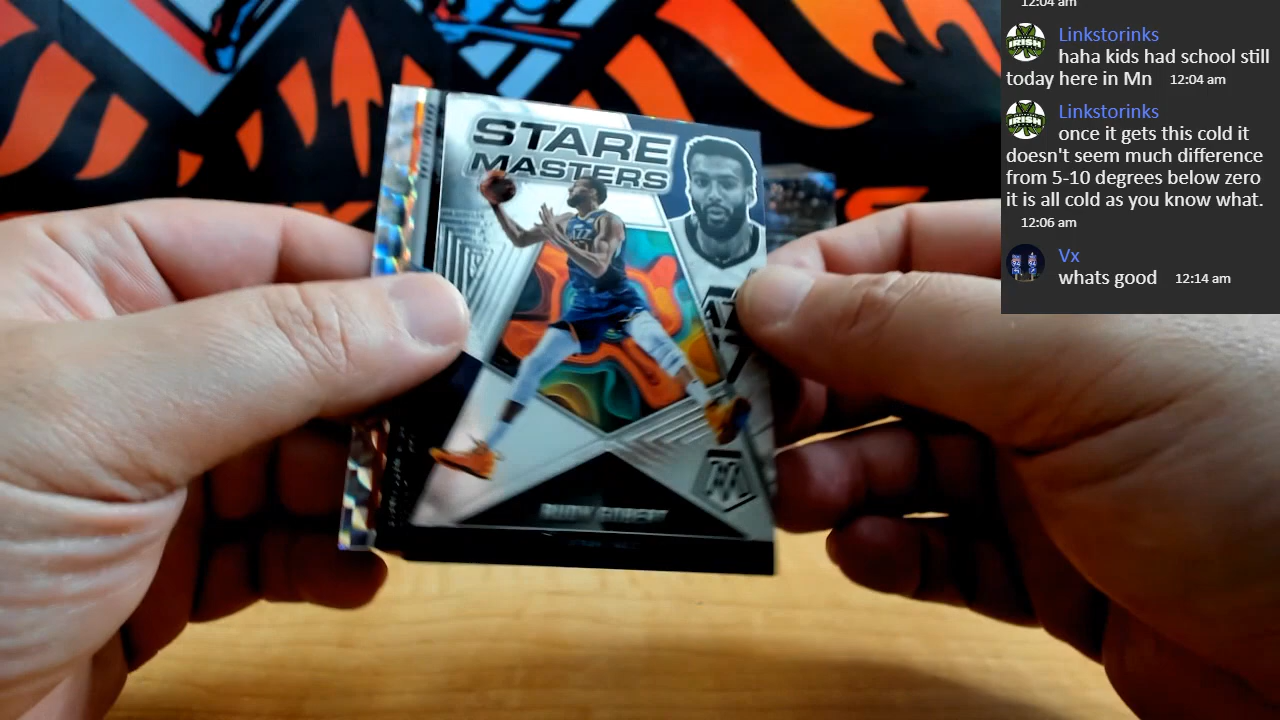 12:04 am
Linkstorinks
haha kids had school still
today here in Mn 12:04 am
Linkstorinks
once it gets this cold it
doesn't seem much difference
from 5-10 degrees below zero
it is all cold as you know what.
12:06 am
Vx
whats good 12:14 am
STARE
MASTERS
RUDY GOBERT